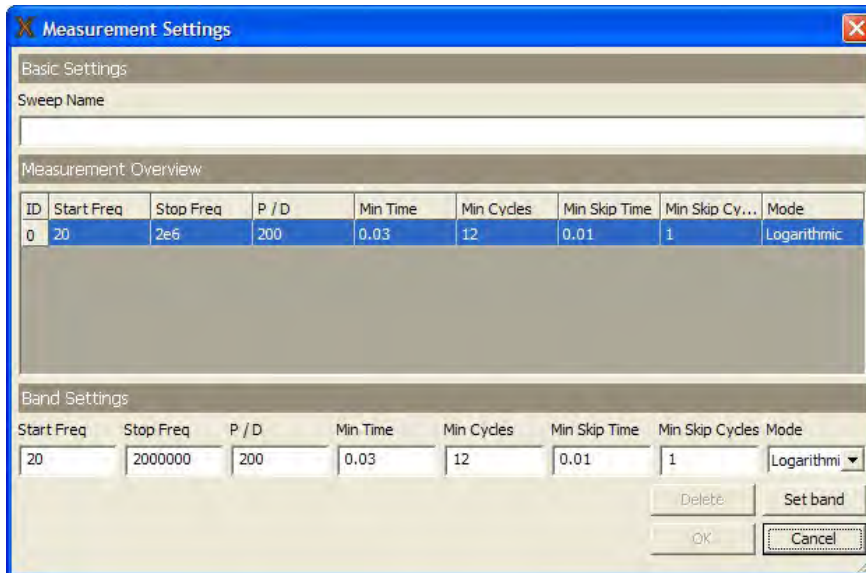 Measurement Settings
Basic Settings
Sweep Name
Measurement Overview
ID Start Freq Stop Freq P / D Min Time Min Cycles Min Skip Time Min Skip Cy... Mode
0 20 2e6 200 0.03 12 0.01 1 Logarithmic
Band Settings
Start Freq Stop Freq P / D Min Time Min Cycles Min Skip Time Min Skip Cycles Mode
20 2000000 200 0.03 12 0.01 1 Logarithmi
Delete Set band
OK Cancel